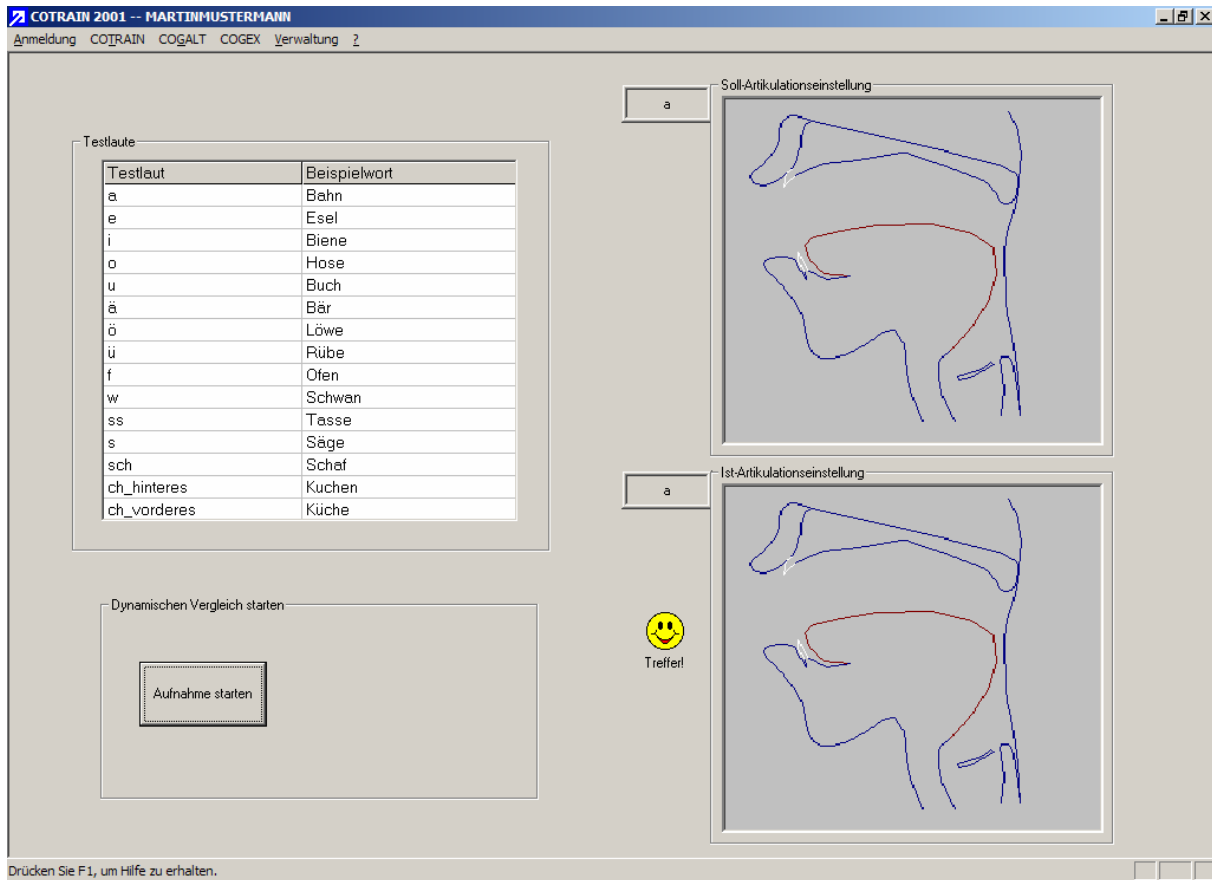 COTRAIN 2001 -- MARTINMUSTERMANN
Anmeldung COTRAIN COGALT COGEX Verwaltung ?
Testlaute
Testlaut Beispielwort
a Bahn
e Esel
i Biene
o Hose
u Buch
ä Bär
ö Löwe
ü Rübe
f Ofen
w Schwan
ss Tasse
s Säge
sch Schaf
ch_hinteres Kuchen
ch_vorderes Küche
Dynamischen Vergleich starten
Aufnahme starten
a
Soll-Artikulationseinstellung
a
Ist-Artikulationseinstellung
Treffer!
Drücken Sie F1, um Hilfe zu erhalten.